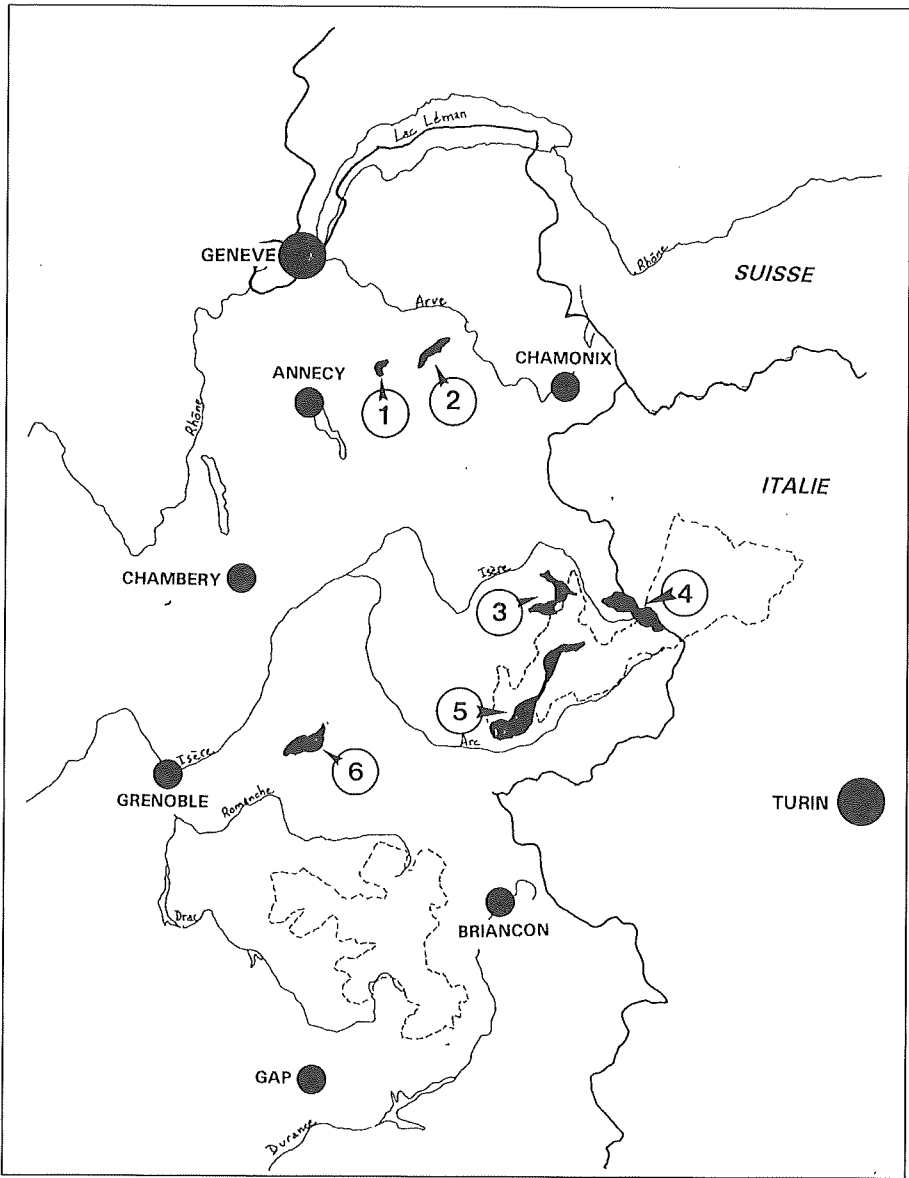 Lac Léman
GENEVE
Rhône
SUISSE
Arve
ANNECY
CHAMONIX
1
2
Rhône
ITALIE
CHAMBERY
Isère
3
4
5
Arc
Isère
6
GRENOBLE
Romanche
TURIN
Drac
BRIANCON
GAP
Durance